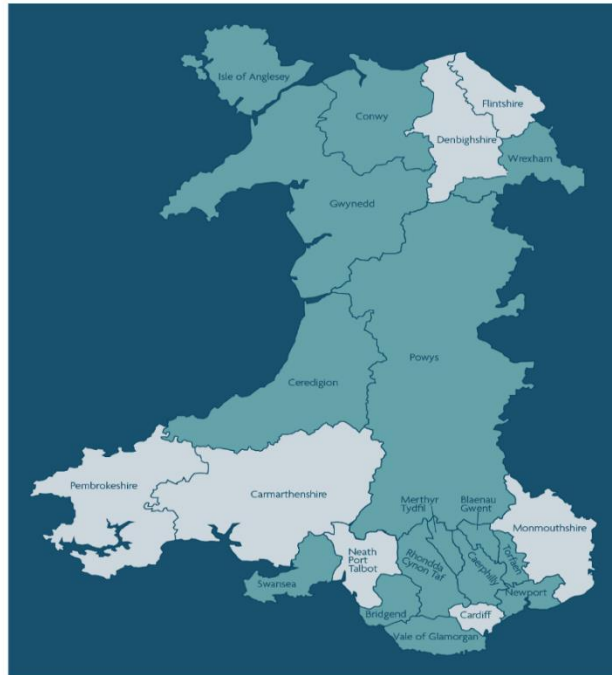 Isle of Anglesey
Flintshire
Conwy
Denbighshire
Wrexham
Gwynedd
Powys
Ceredigion
Pembrokeshire
Carmarthenshire
Merthyr
Tydfil
Blaenau
Gwent
Monmouthshire
Neath
Port
Talbot
Rhondda
Cynon Taf
Caerphilly
Torfaen
Swansea
Newport
Bridgend
Cardiff
Vale of Glamorgan